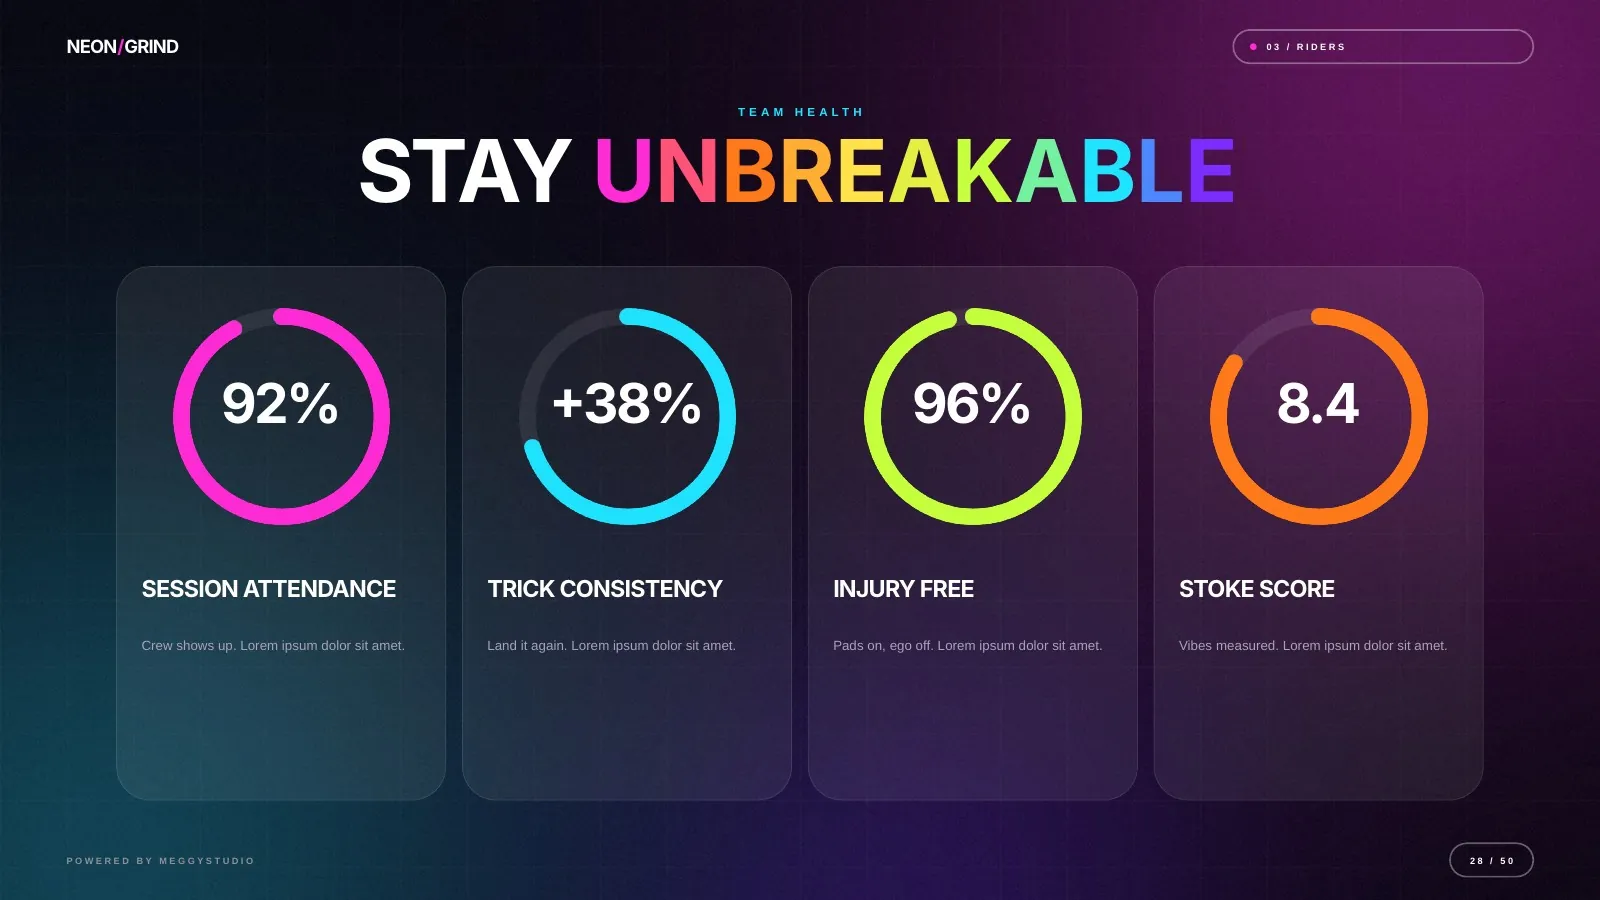 NEON/GRIND
03 / RIDERS
TEAM HEALTH
STAY UNBREAKABLE
92%
+38%
96%
8.4
SESSION ATTENDANCE
TRICK CONSISTENCY
INJURY FREE
STOKE SCORE
Crew shows up. Lorem ipsum dolor sit amet.
Land it again. Lorem ipsum dolor sit amet.
Pads on, ego off. Lorem ipsum dolor sit amet.
Vibes measured. Lorem ipsum dolor sit amet.
POWERED BY MEGGYSTUDIO
28 / 50